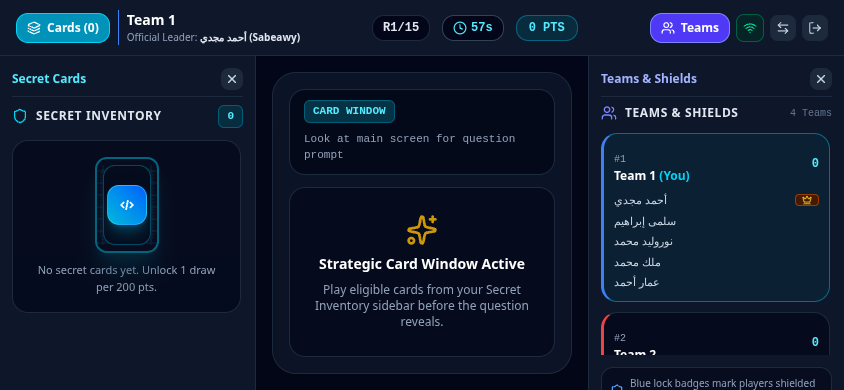 Cards (0)
Team 1
Official Leader: أحمد مجدي (Sabeawy)
R1/15
57s
0 PTS
Teams
Secret Cards
SECRET INVENTORY
0
No secret cards yet. Unlock 1 draw
per 200 pts.
CARD WINDOW
Look at main screen for question
prompt
Strategic Card Window Active
Play eligible cards from your Secret
Inventory sidebar before the question
reveals.
Teams & Shields
TEAMS & SHIELDS
4 Teams
#1
0
Team 1 (You)
أحمد مجدي
سلمى إبراهيم
نوروليد محمد
ملك محمد
عمار أحمد
#2
0
Team 2
Blue lock badges mark players shielded